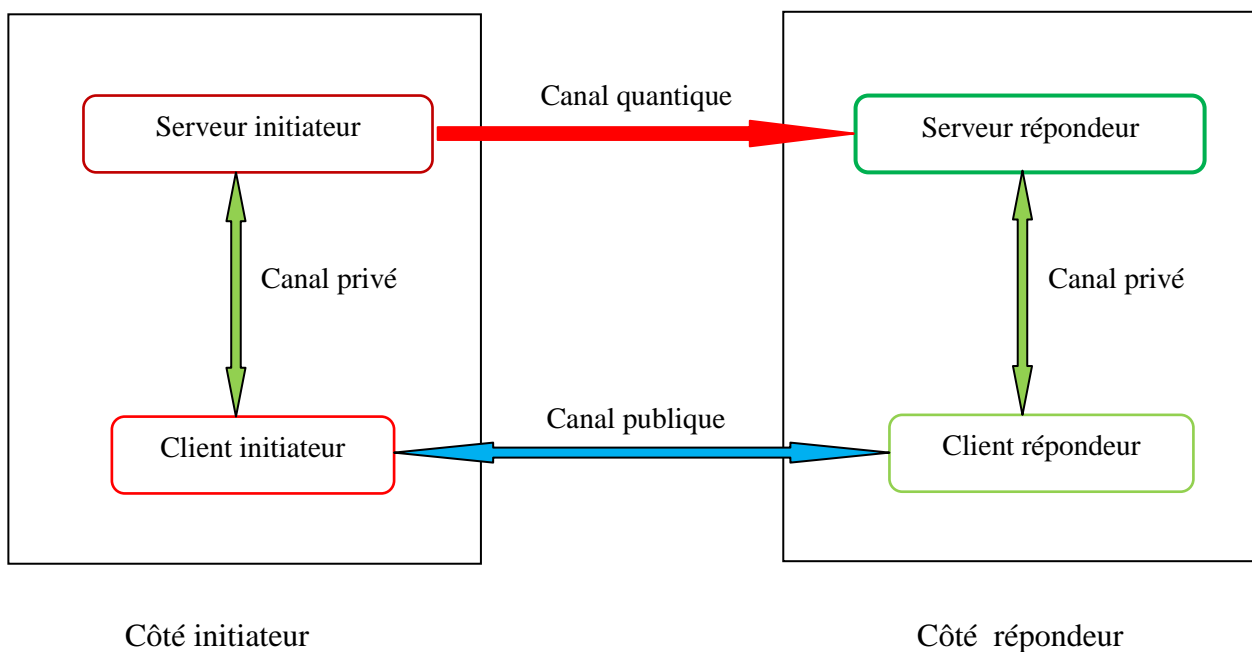 Canal quantique
Serveur initiateur
Serveur répondeur
Canal privé
Canal privé
Canal publique
Client initiateur
Client répondeur
Côté initiateur
Côté  répondeur